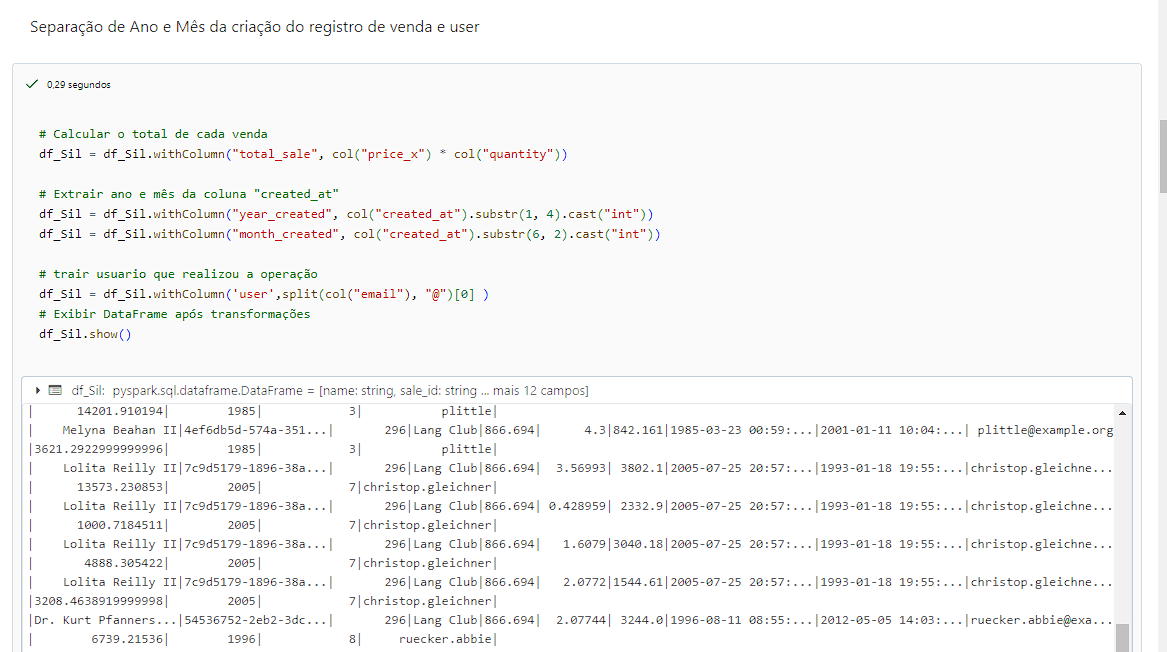 Separação de Ano e Mês da criação do registro de venda e user
0,29 segundos
# Calcular o total de cada venda
df_Sil = df_Sil.withColumn("total_sale", col("price_x") * col("quantity"))
# Extrair ano e mês da coluna "created_at"
df_Sil = df_Sil.withColumn("year_created", col("created_at").substr(1, 4).cast("int"))
df_Sil = df_Sil.withColumn("month_created", col("created_at").substr(6, 2).cast("int"))
# trair usuario que realizou a operação
df_Sil = df_Sil.withColumn('user',split(col("email"), "@")[0] )
# Exibir DataFrame após transformações
df_Sil.show()
df_Sil: pyspark.sql.dataframe.DataFrame = [name: string, sale_id: string ... mais 12 campos]
|      14201.910194|        1985|            3|           plittle|
|    Melyna Beahan II|4ef6db5d-574a-351...|       296|Lang Club|866.694|      4.3|842.161|1985-03-23 00:59:...|2001-01-11 10:04:...| plittle@example.org
|3621.2922999999996|        1985|            3|           plittle|
|    Lolita Reilly II|7c9d5179-1896-38a...|       296|Lang Club|866.694|  3.56993| 3802.1|2005-07-25 20:57:...|1993-01-18 19:55:...|christop.gleichne...
|      13573.230853|        2005|            7|christop.gleichner|
|    Lolita Reilly II|7c9d5179-1896-38a...|       296|Lang Club|866.694| 0.428959| 2332.9|2005-07-25 20:57:...|1993-01-18 19:55:...|christop.gleichne...
|      1000.7184511|        2005|            7|christop.gleichner|
|    Lolita Reilly II|7c9d5179-1896-38a...|       296|Lang Club|866.694|   1.6079|3040.18|2005-07-25 20:57:...|1993-01-18 19:55:...|christop.gleichne...
|       4888.305422|        2005|            7|christop.gleichner|
|    Lolita Reilly II|7c9d5179-1896-38a...|       296|Lang Club|866.694|   2.0772|1544.61|2005-07-25 20:57:...|1993-01-18 19:55:...|christop.gleichne...
|3208.4638919999998|        2005|            7|christop.gleichner|
|Dr. Kurt Pfanners...|54536752-2eb2-3dc...|       296|Lang Club|866.694|  2.07744| 3244.0|1996-08-11 08:55:...|2012-05-05 14:03:...|ruecker.abbie@exa...
|        6739.21536|        1996|            8|     ruecker.abbie|